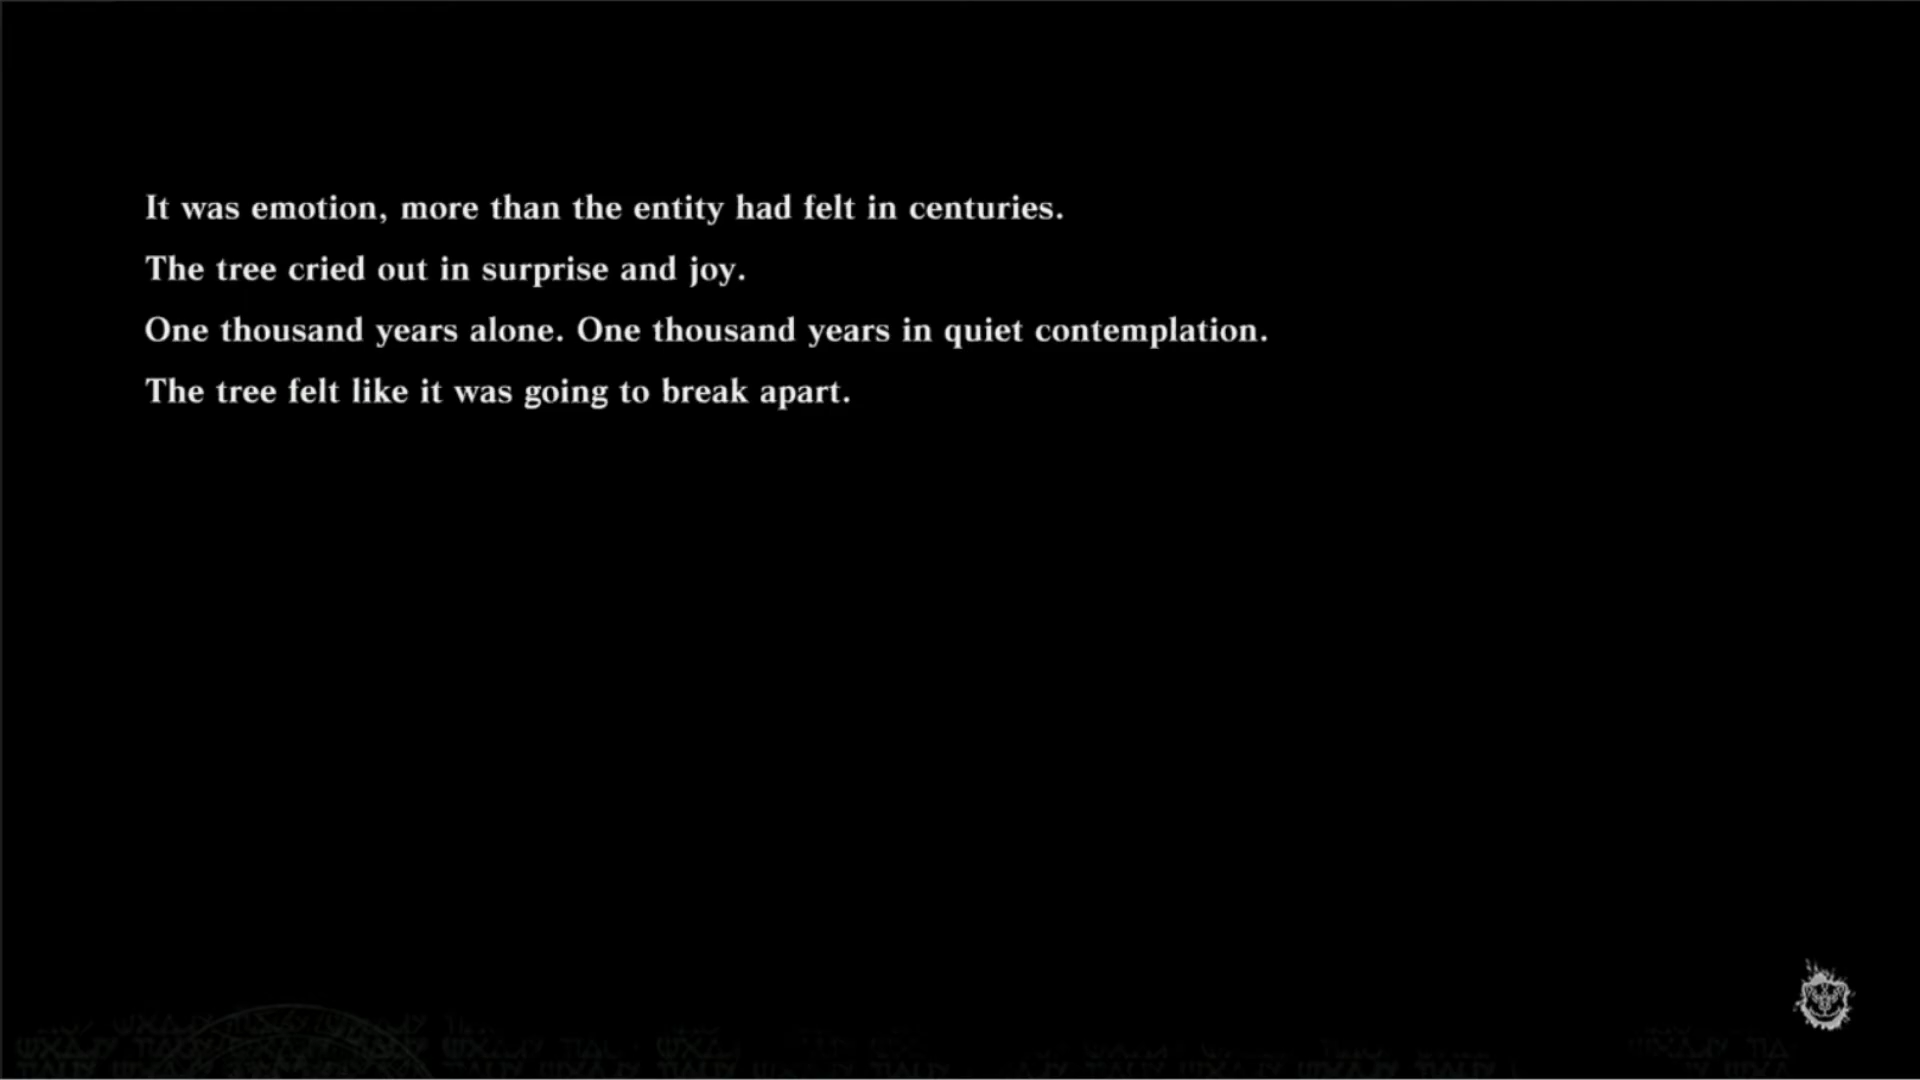 It was emotion, more than the entity had felt in centuries.
The tree cried out in surprise and joy.
One thousand years alone. One thousand years in quiet contemplation.
The tree felt like it was going to break apart.